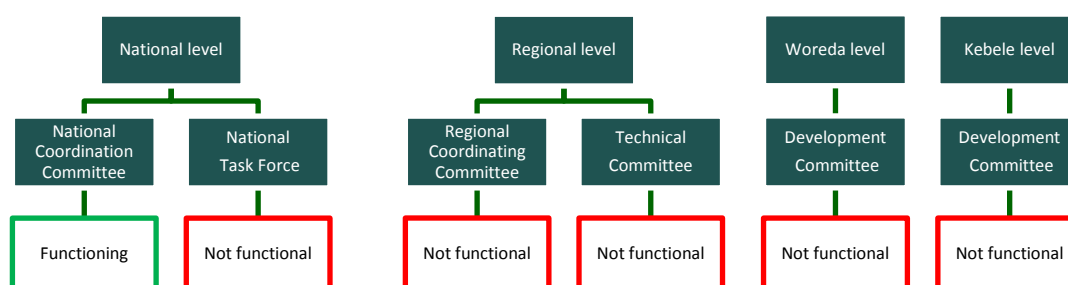 National level
Regional level
Woreda level
Kebele level
National
Coordination
Committee
National
Task Force
Regional
Coordinating
Committee
Technical
Committee
Development
Committee
Development
Committee
Functioning
Not functional
Not functional
Not functional
Not functional
Not functional